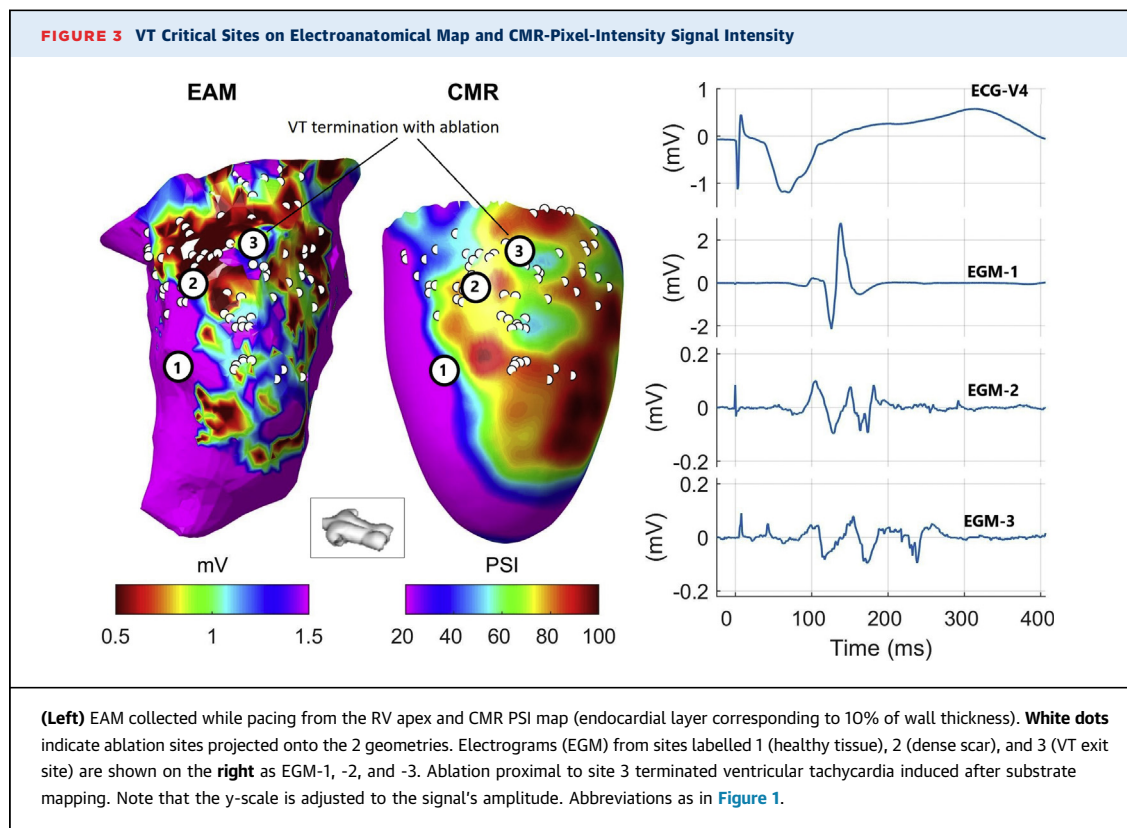 FIGURE 3 VT Critical Sites on Electroanatomical Map and CMR-Pixel-Intensity Signal Intensity
EAM
CMR
VT termination with ablation
3
2
1
3
2
1
mV
0.5
1
1.5
PSI
20
40
60
80
100
ECG-V4
(mV)
1
0
-1
EGM-1
(mV)
2
0
-2
EGM-2
(mV)
0.2
0
-0.2
EGM-3
(mV)
0.2
0
-0.2
0
100
200
300
400
Time (ms)
(Left) EAM collected while pacing from the RV apex and CMR PSI map (endocardial layer corresponding to 10% of wall thickness). White dots
indicate ablation sites projected onto the 2 geometries. Electrograms (EGM) from sites labelled 1 (healthy tissue), 2 (dense scar), and 3 (VT exit
site) are shown on the right as EGM-1, -2, and -3. Ablation proximal to site 3 terminated ventricular tachycardia induced after substrate
mapping. Note that the y-scale is adjusted to the signal's amplitude. Abbreviations as in Figure 1.